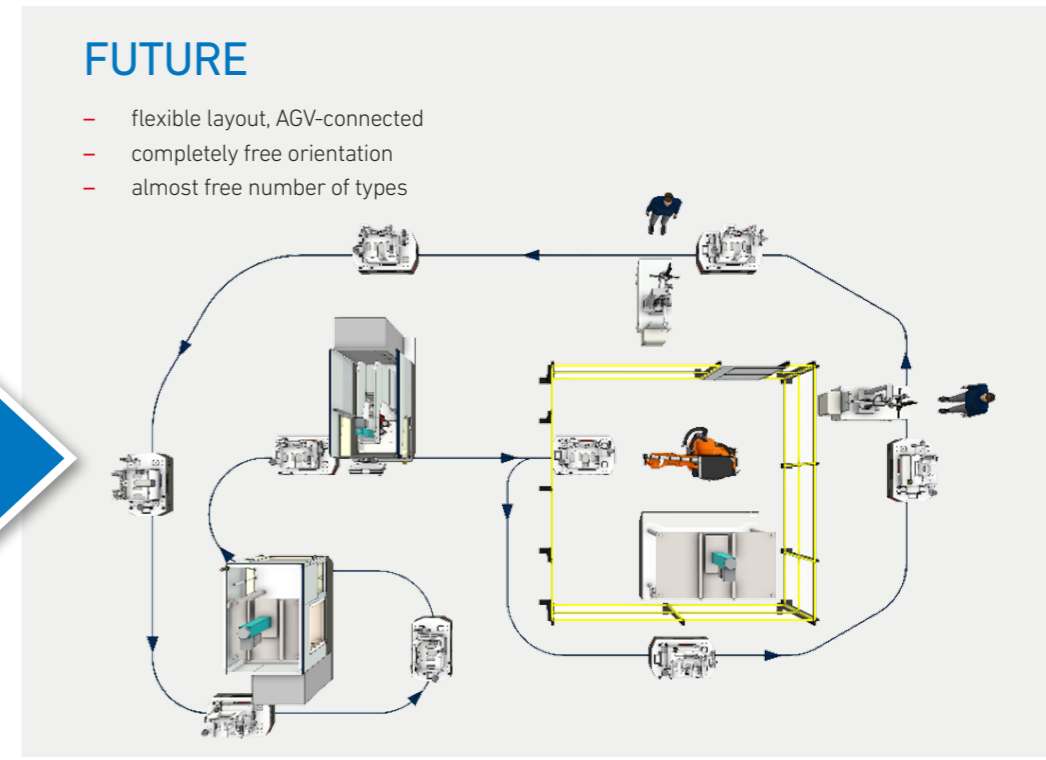 FUTURE
– flexible layout, AGV-connected
– completely free orientation
– almost free number of types